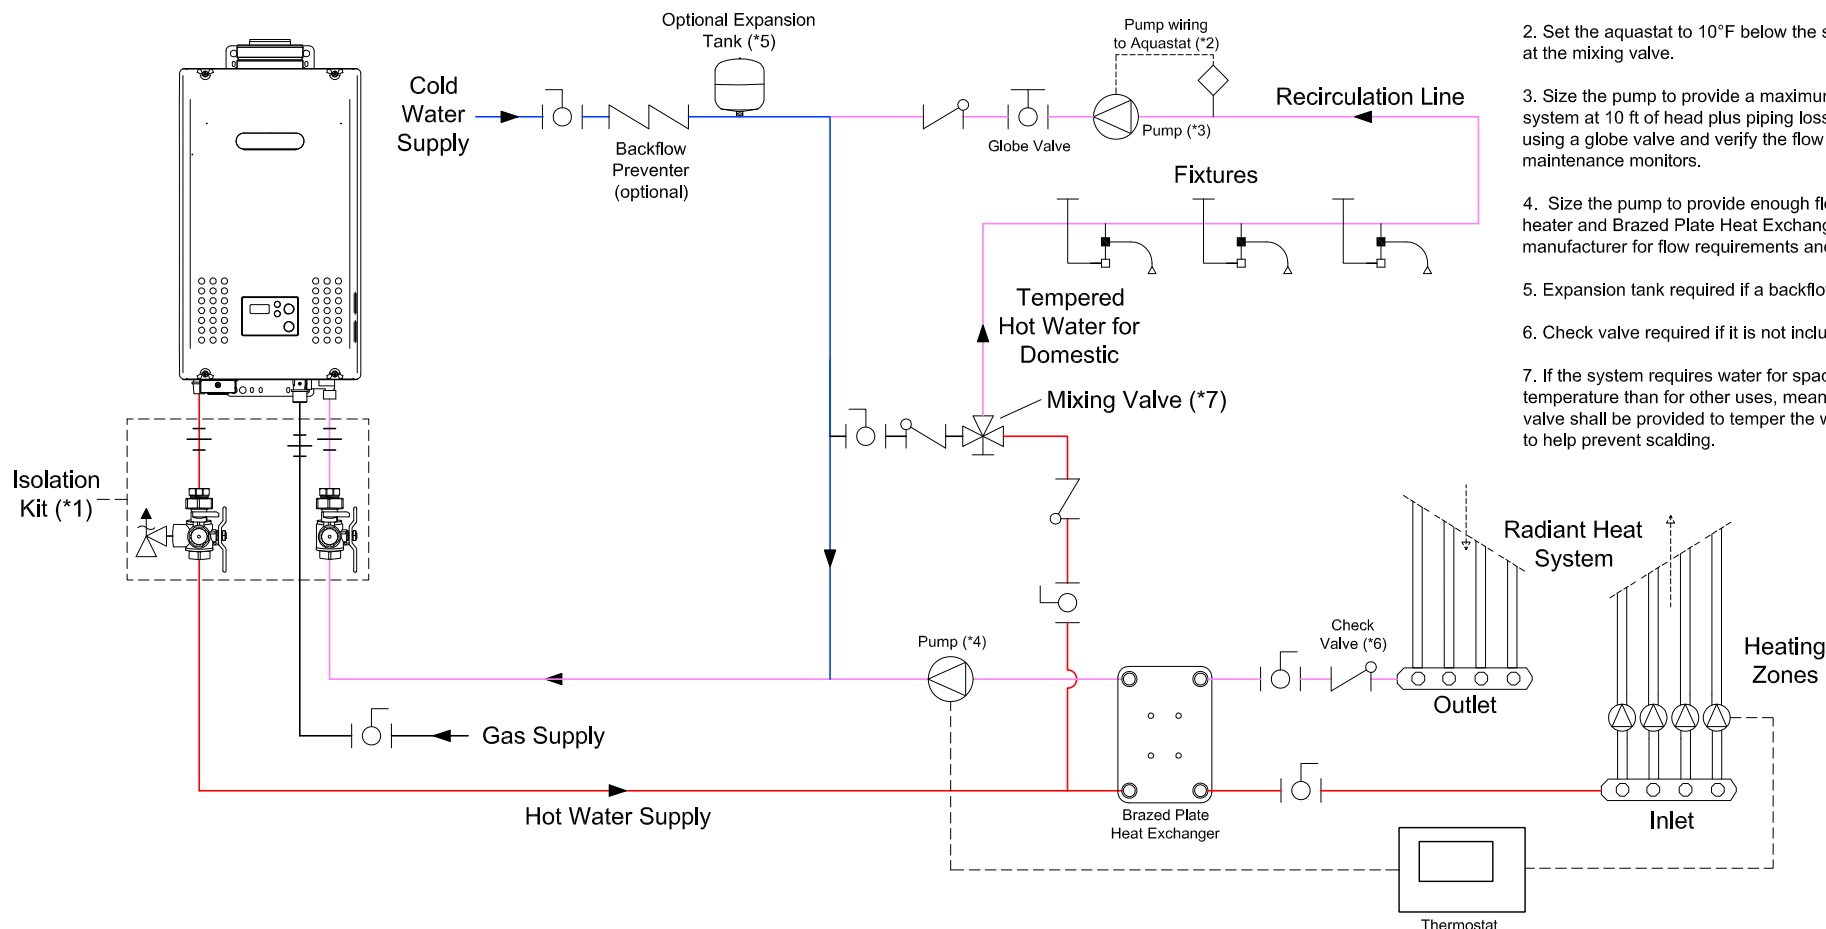 Optional Expansion
Tank (*5)
Pump wiring
to Aquastat (*2)
Cold
Water
Supply
Backflow
Preventer
(optional)
Globe Valve
Pump (*3)
Recirculation Line
Fixtures
Tempered
Hot Water for
Domestic
Mixing Valve (*7)
Isolation
Kit (*1)
Radiant Heat
System
Pump (*4)
Check
Valve (*6)
Outlet
Heating
Zones
Gas Supply
Hot Water Supply
Brazed Plate
Heat Exchanger
Inlet
Thermostat
2. Set the aquastat to 10°F below the s
at the mixing valve.
3. Size the pump to provide a maximu
system at 10 ft of head plus piping loss
using a globe valve and verify the flow
maintenance monitors.
4. Size the pump to provide enough fl
heater and Brazed Plate Heat Exchang
manufacturer for flow requirements and
5. Expansion tank required if a backflo
6. Check valve required if it is not inclu
7. If the system requires water for spac
temperature than for other uses, mean
valve shall be provided to temper the w
to help prevent scalding.